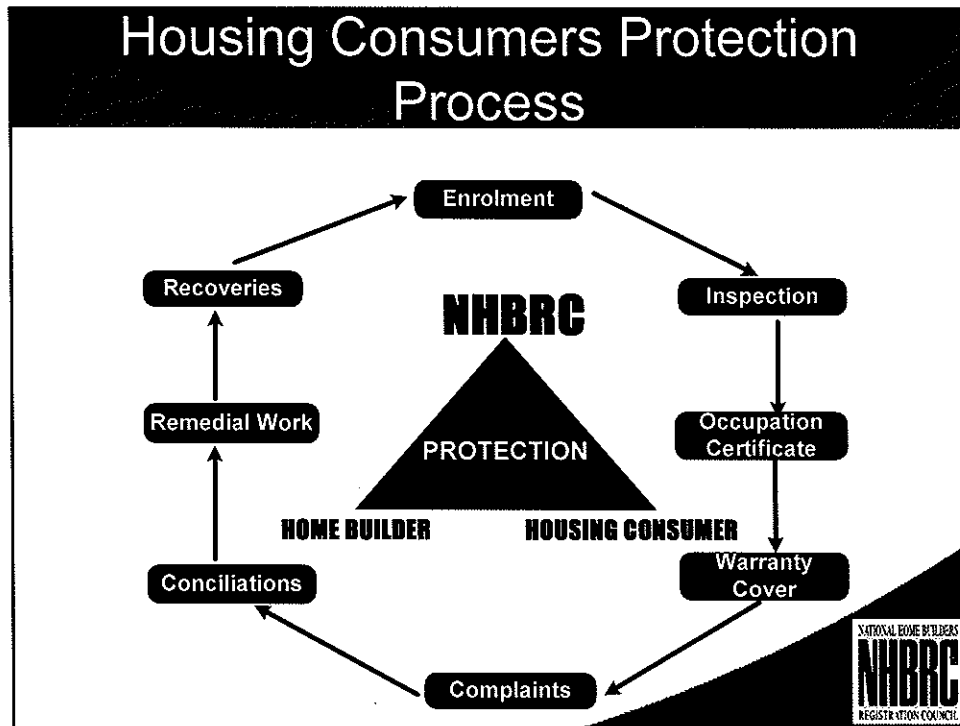 Housing Consumers Protection
Process
Enrolment
Recoveries
Inspection
NHBRC
Remedial Work
PROTECTION
Occupation
Certificate
HOME BUILDER
HOUSING CONSUMER
Conciliations
Warranty
Cover
Complaints
NATIONAL HOME BUILDERS
NHBRC
REGISTRATION COUNCIL